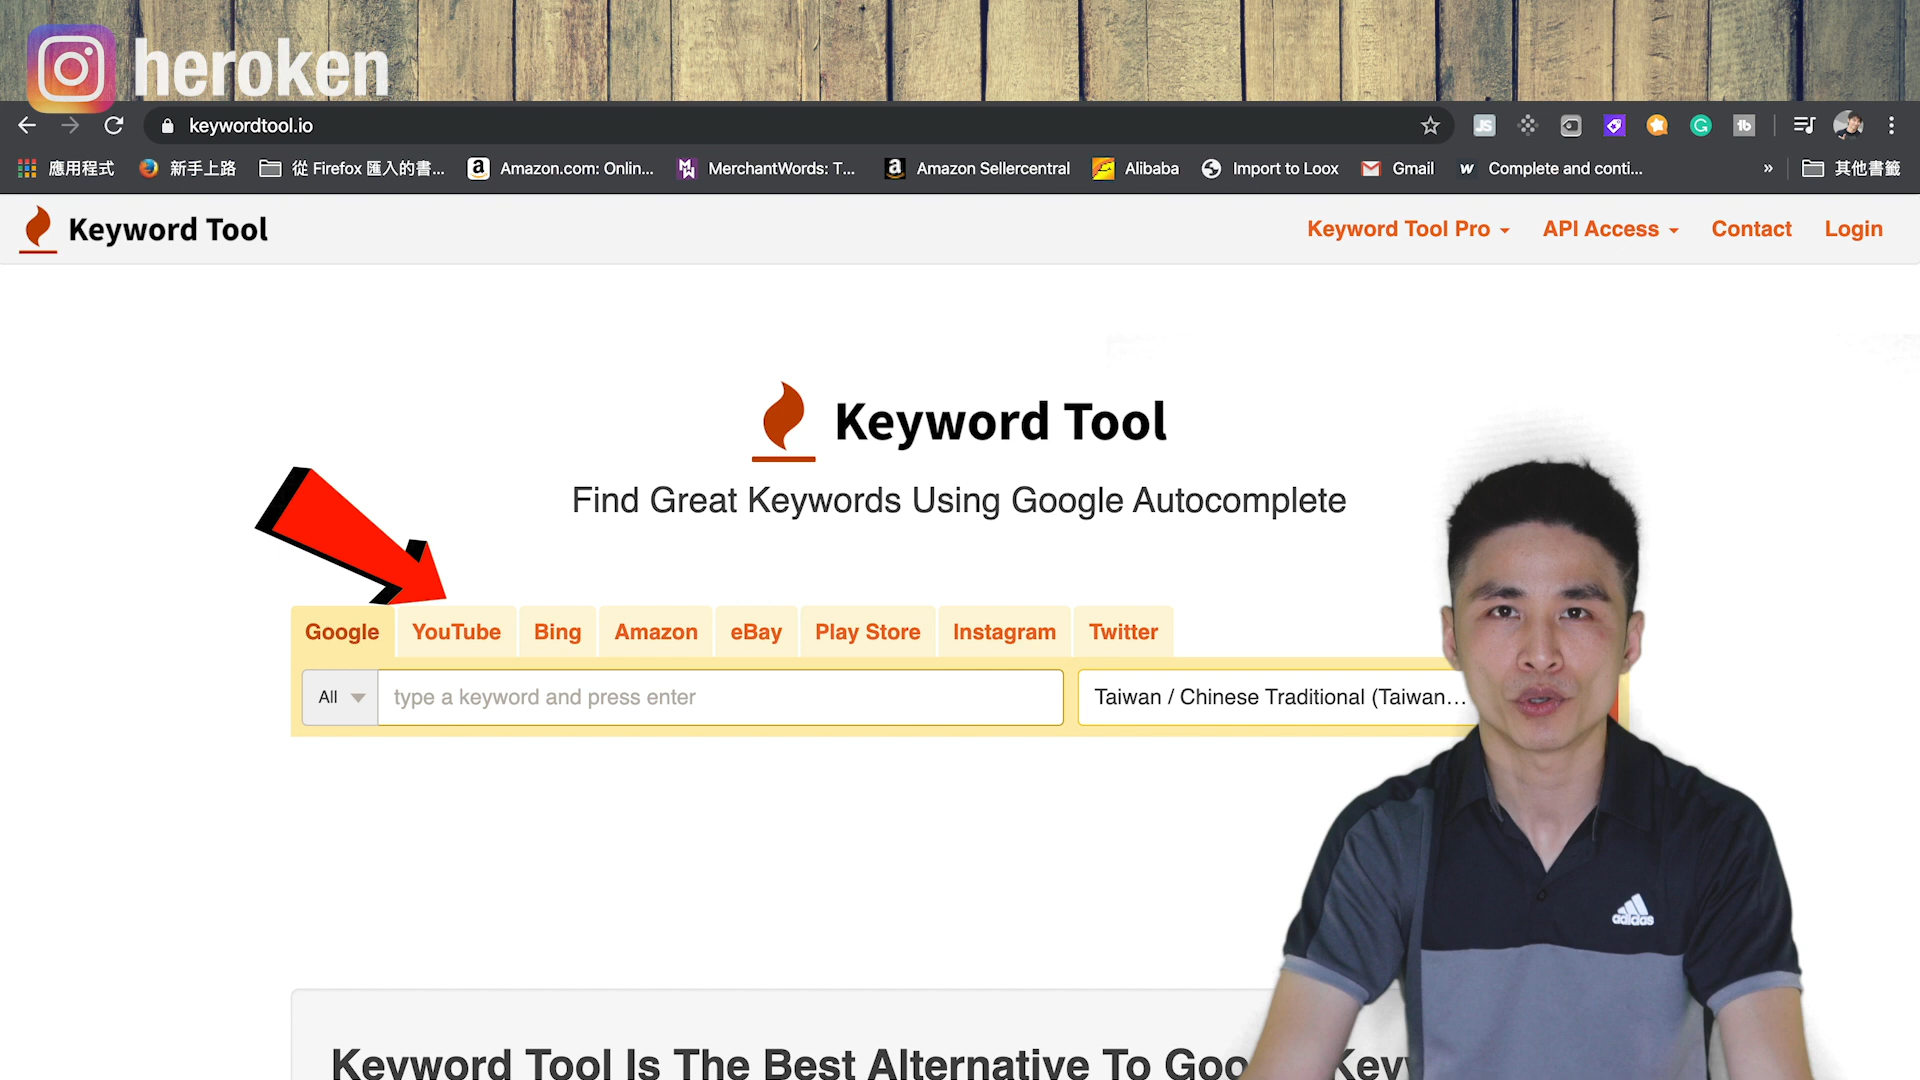 heroken
keywordtool.io
JS
G
tb
應用程式
新手上路
從 Firefox 匯入的書...
a
Amazon.com: Onlin...
MerchantWords: T...
a
Amazon Sellercentral
Alibaba
Import to Loox
Gmail
w
Complete and conti...
»
其他書籤
Keyword Tool
Keyword Tool Pro
API Access
Contact
Login
Keyword Tool
Find Great Keywords Using Google Autocomplete
Google
YouTube
Bing
Amazon
eBay
Play Store
Instagram
Twitter
All
type a keyword and press enter
Taiwan / Chinese Traditional (Taiwan...
adidas
Keyword Tool Is The Best Alternative To